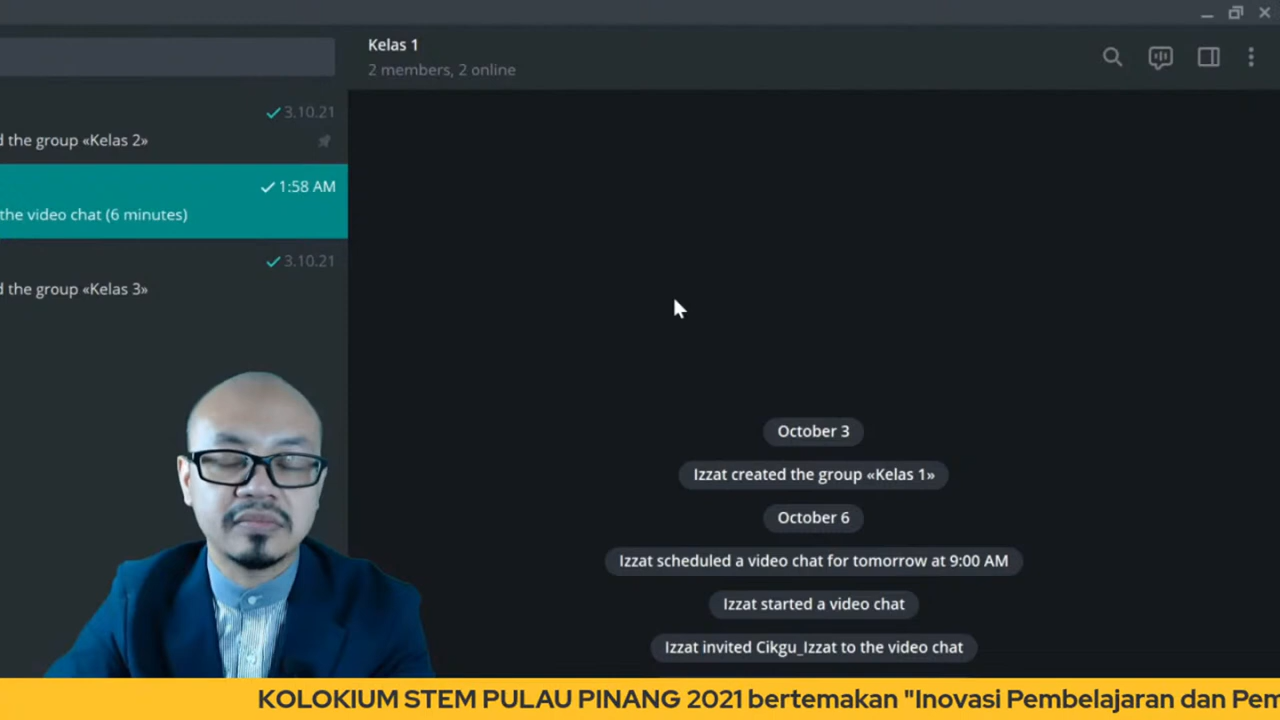 Kelas 1
2 members, 2 online
3.10.21
d the group «Kelas 2»
1:58 AM
the video chat (6 minutes)
3.10.21
d the group «Kelas 3»
October 3
Izzat created the group «Kelas 1»
October 6
Izzat scheduled a video chat for tomorrow at 9:00 AM
Izzat started a video chat
Izzat invited Cikgu_Izzat to the video chat
KOLOKIUM STEM PULAU PINANG 2021 bertemakan "Inovasi Pembelajaran dan Pem